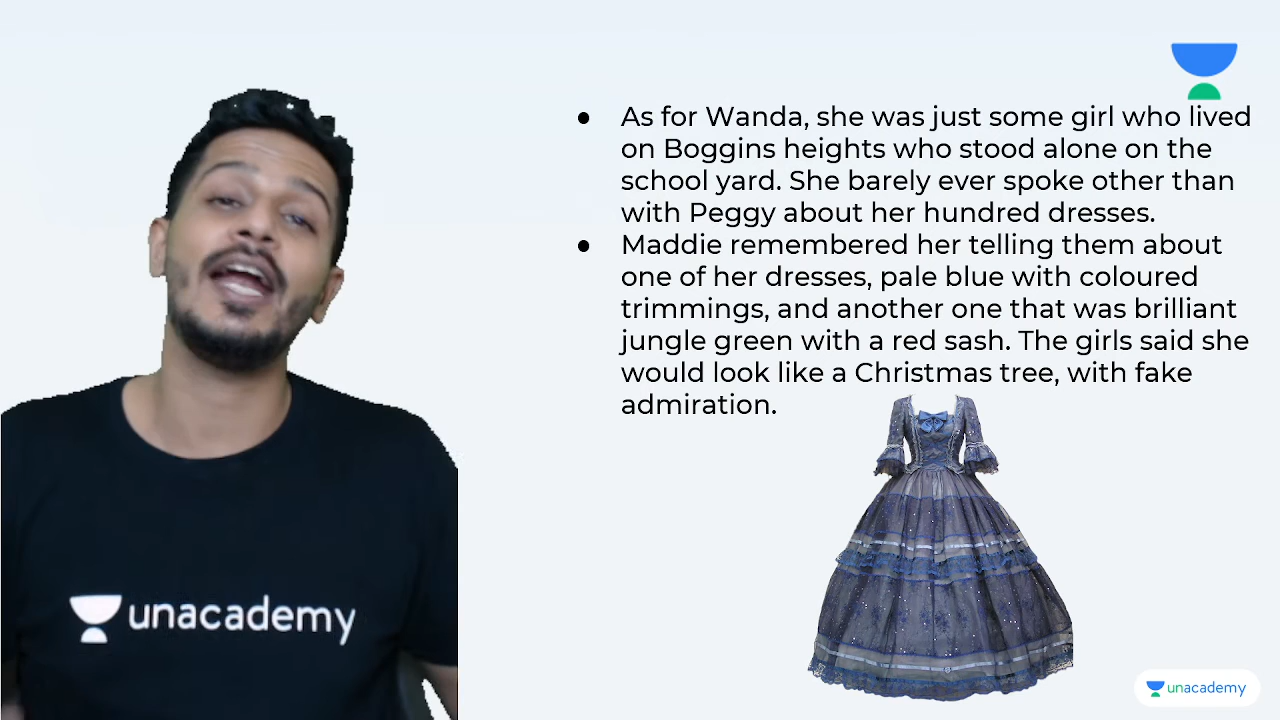 ● As for Wanda, she was just some girl who lived
on Boggins heights who stood alone on the
school yard. She barely ever spoke other than
with Peggy about her hundred dresses.
● Maddie remembered her telling them about
one of her dresses, pale blue with coloured
trimmings, and another one that was brilliant
jungle green with a red sash. The girls said she
would look like a Christmas tree, with fake
admiration.
unacademy
unacademy